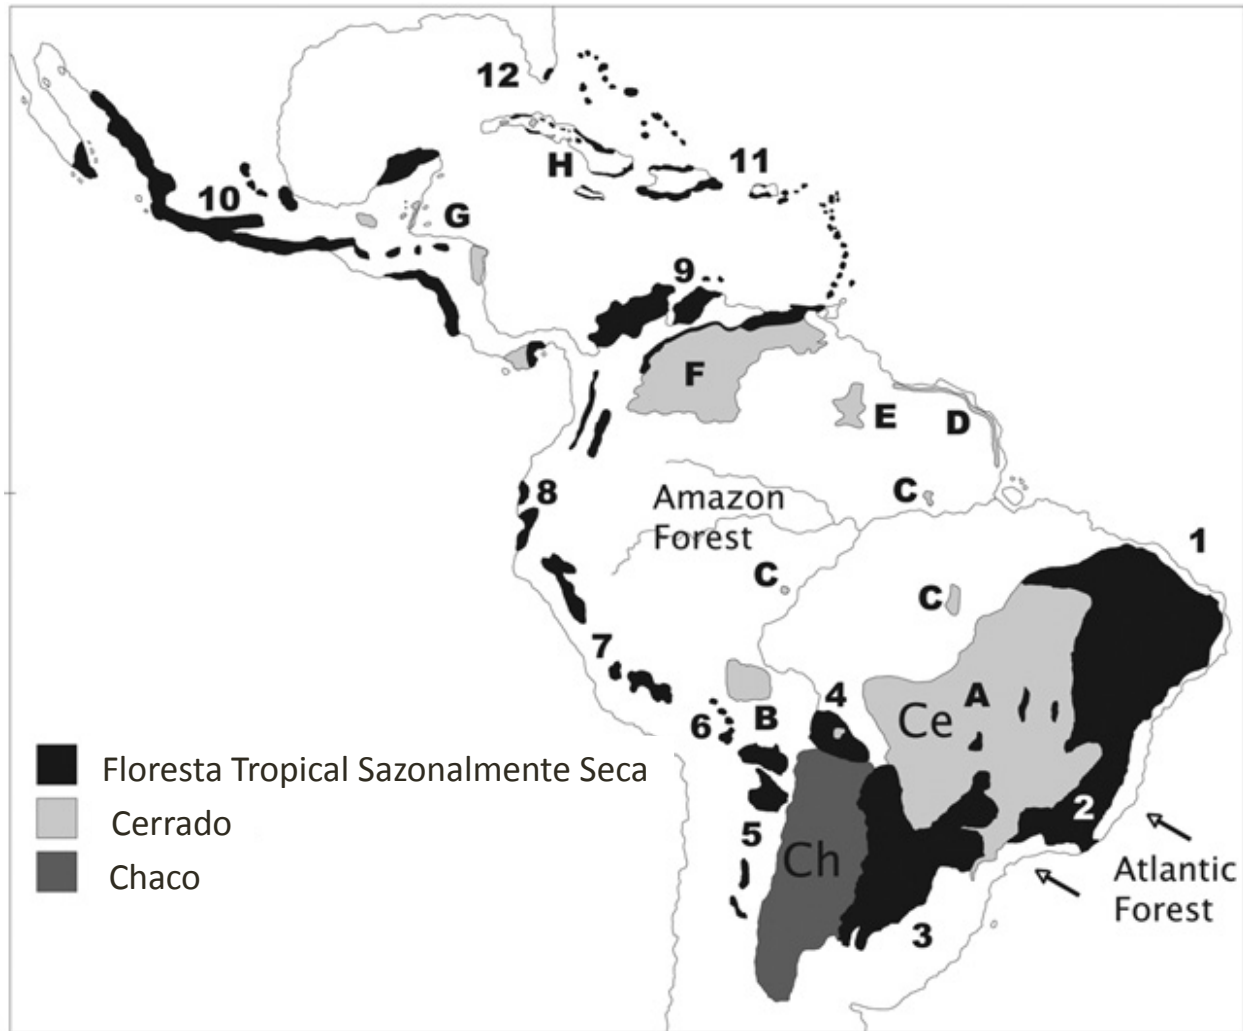 12
H
11
10
G
9
F
E
D
8
Amazon
Forest
C
C
C
1
7
A
Ce
4
B
6
2
5
Ch
3
Atlantic
Forest
Floresta Tropical Sazonalmente Seca
Cerrado
Chaco